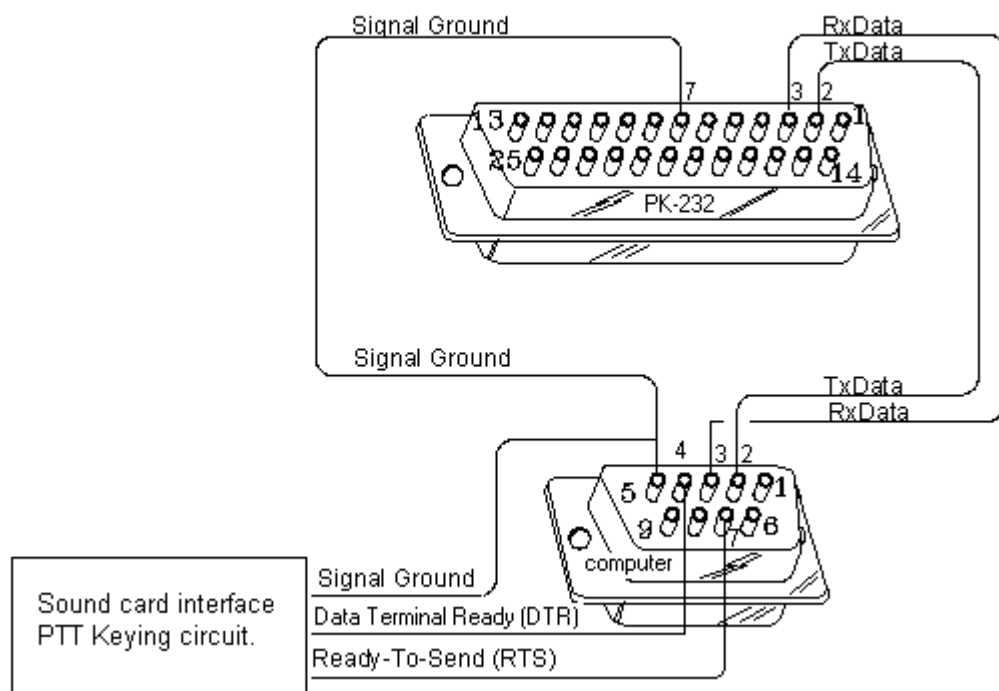 Signal Ground
RxData
TxData
7
3
2
13
1
25
14
PK-232
Signal Ground
TxData
RxData
4
3
2
5
1
9
7
6
computer
Signal Ground
Data Terminal Ready (DTR)
Ready-To-Send (RTS)
Sound card interface
PTT Keying circuit.